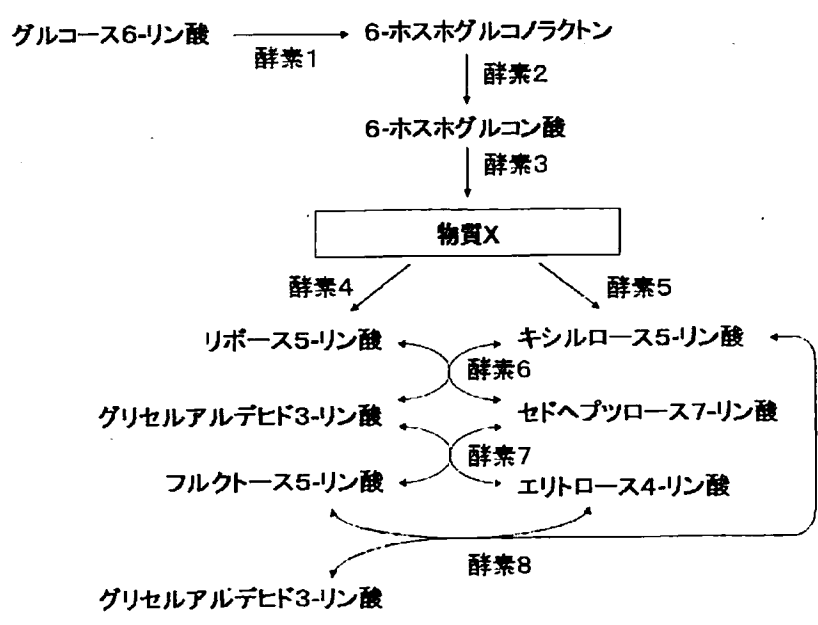 グルコース6-リン酸
6-ホスホグルコノラクトン
酵素1
酵素2
6-ホスホグルコン酸
酵素3
物質X
酵素4
酵素5
リボース5-リン酸
キシルロース5-リン酸
酵素6
グリセルアルデヒド3-リン酸
セドヘプツロース7-リン酸
酵素7
フルクトース5-リン酸
エリトロース4-リン酸
酵素8
グリセルアルデヒド3-リン酸